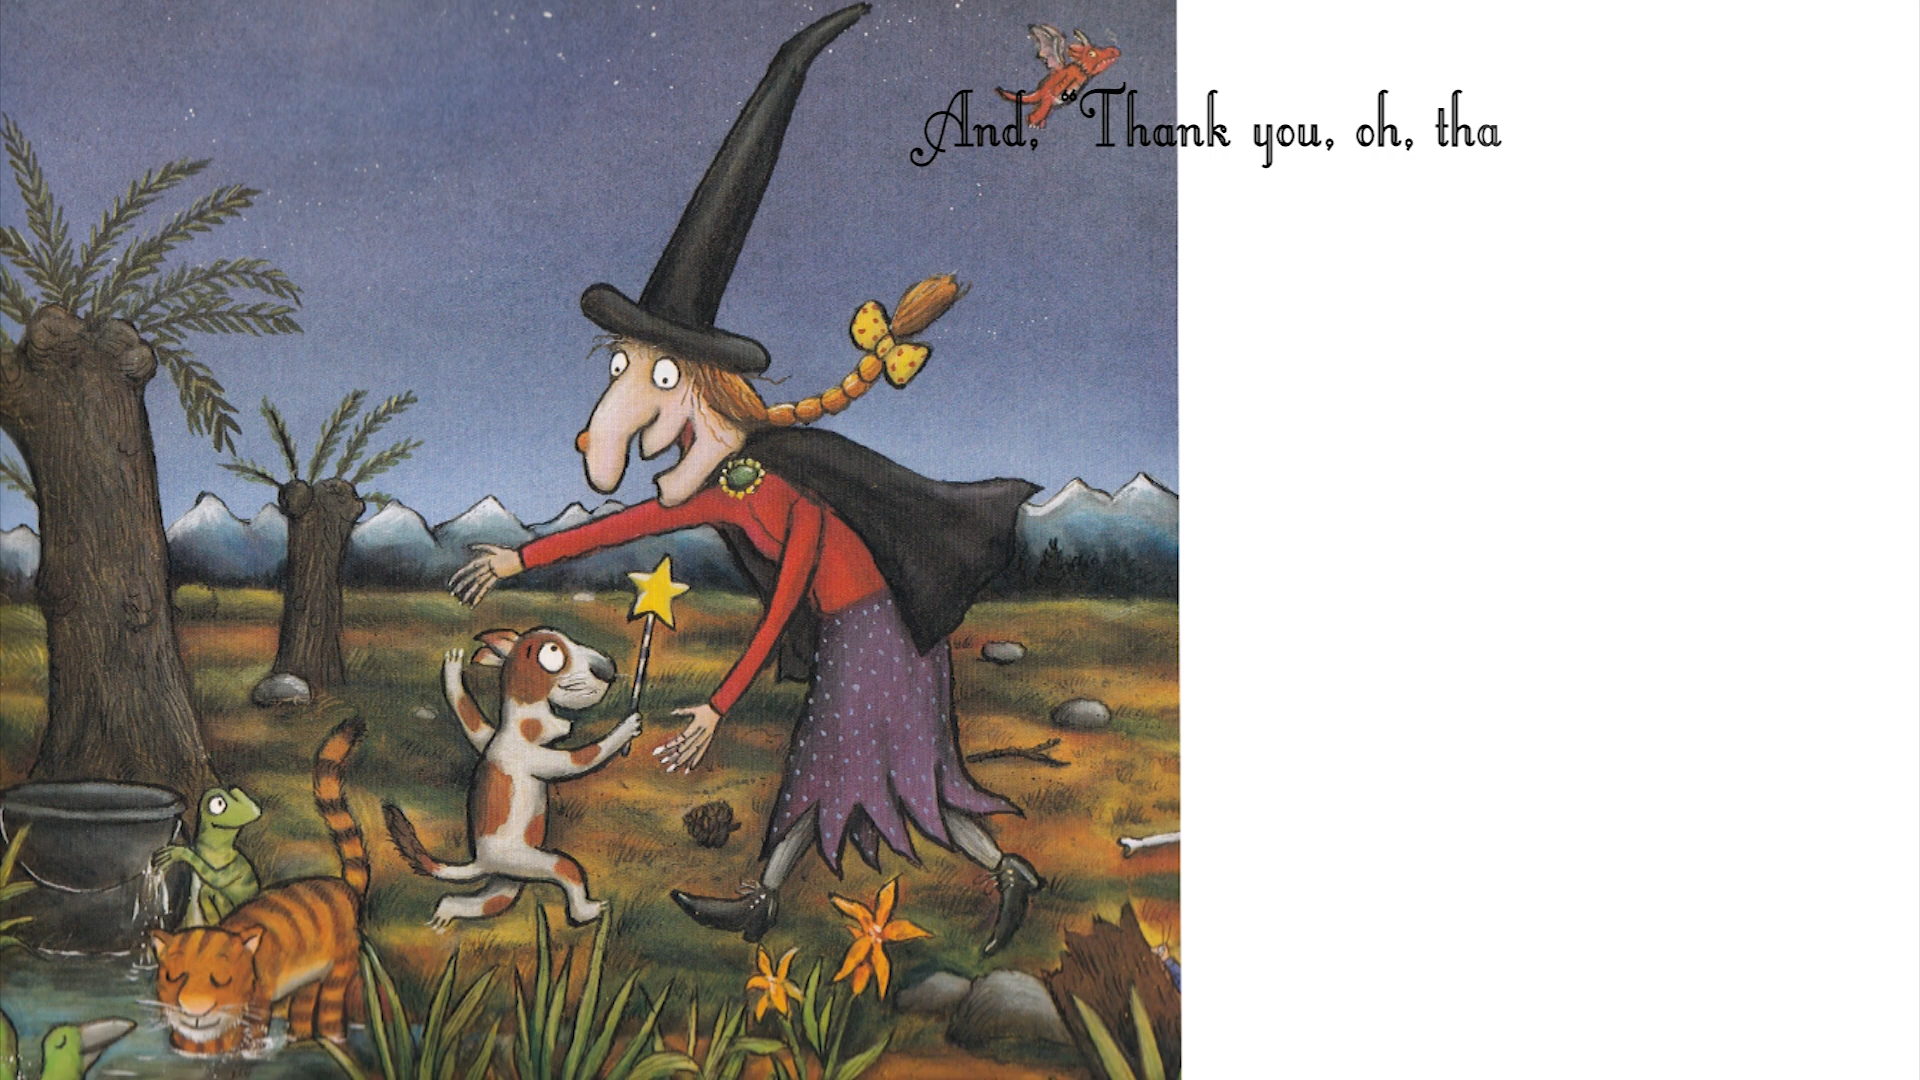 And, “Thank you, oh, tha